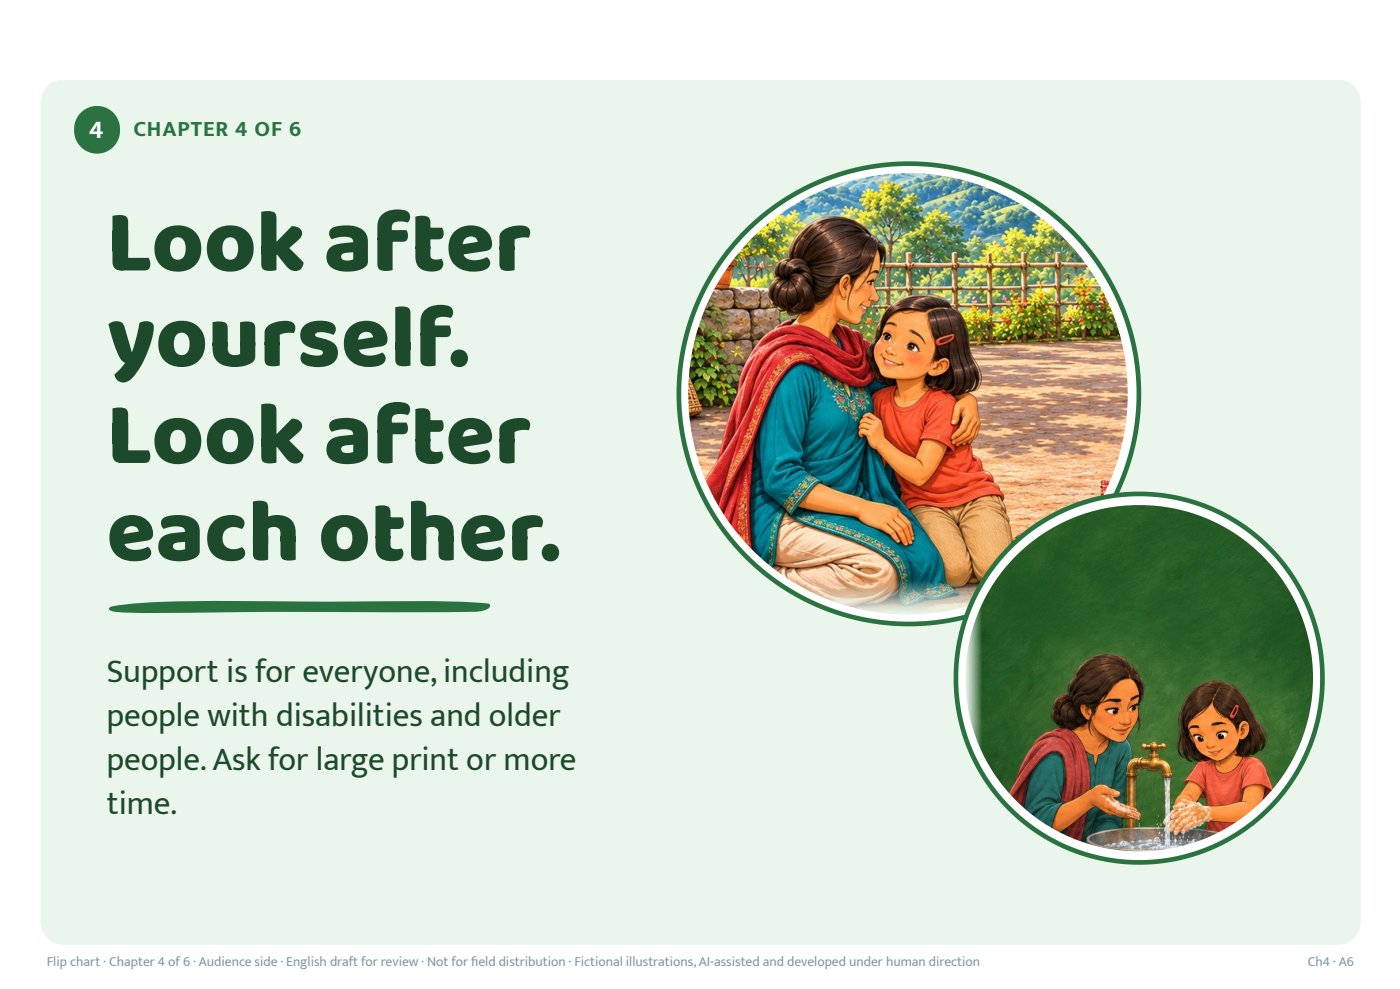 4 CHAPTER 4 OF 6
Look after
yourself.
Look after
each other.
Support is for everyone, including
people with disabilities and older
people. Ask for large print or more
time.
Flip chart · Chapter 4 of 6 · Audience side · English draft for review · Not for field distribution · Fictional illustrations, AI-assisted and developed under human direction
Ch4 · A6